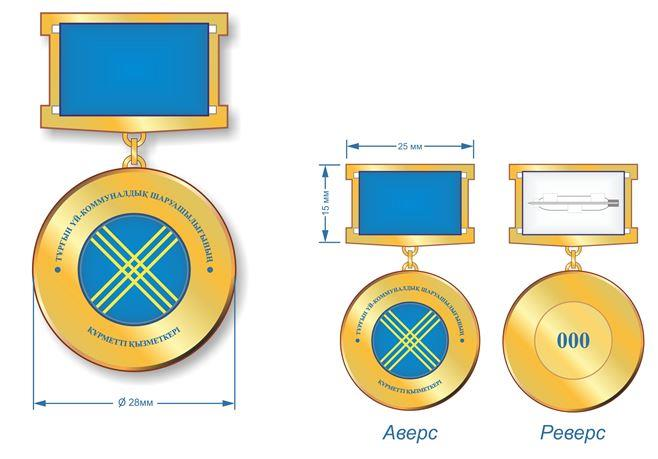 ТҰРҒЫН ҮЙ-КОММУНАЛДЫҚ ШАРУАШЫЛЫҒЫНЫҢ
ҚҰРМЕТТІ ҚЫЗМЕТКЕРІ
Ø 28мм
25 мм
15 мм
ТҰРҒЫН ҮЙ-КОММУНАЛДЫҚ ШАРУАШЫЛЫҒЫНЫҢ
ҚҰРМЕТТІ ҚЫЗМЕТКЕРІ
000
Аверс
Реверс